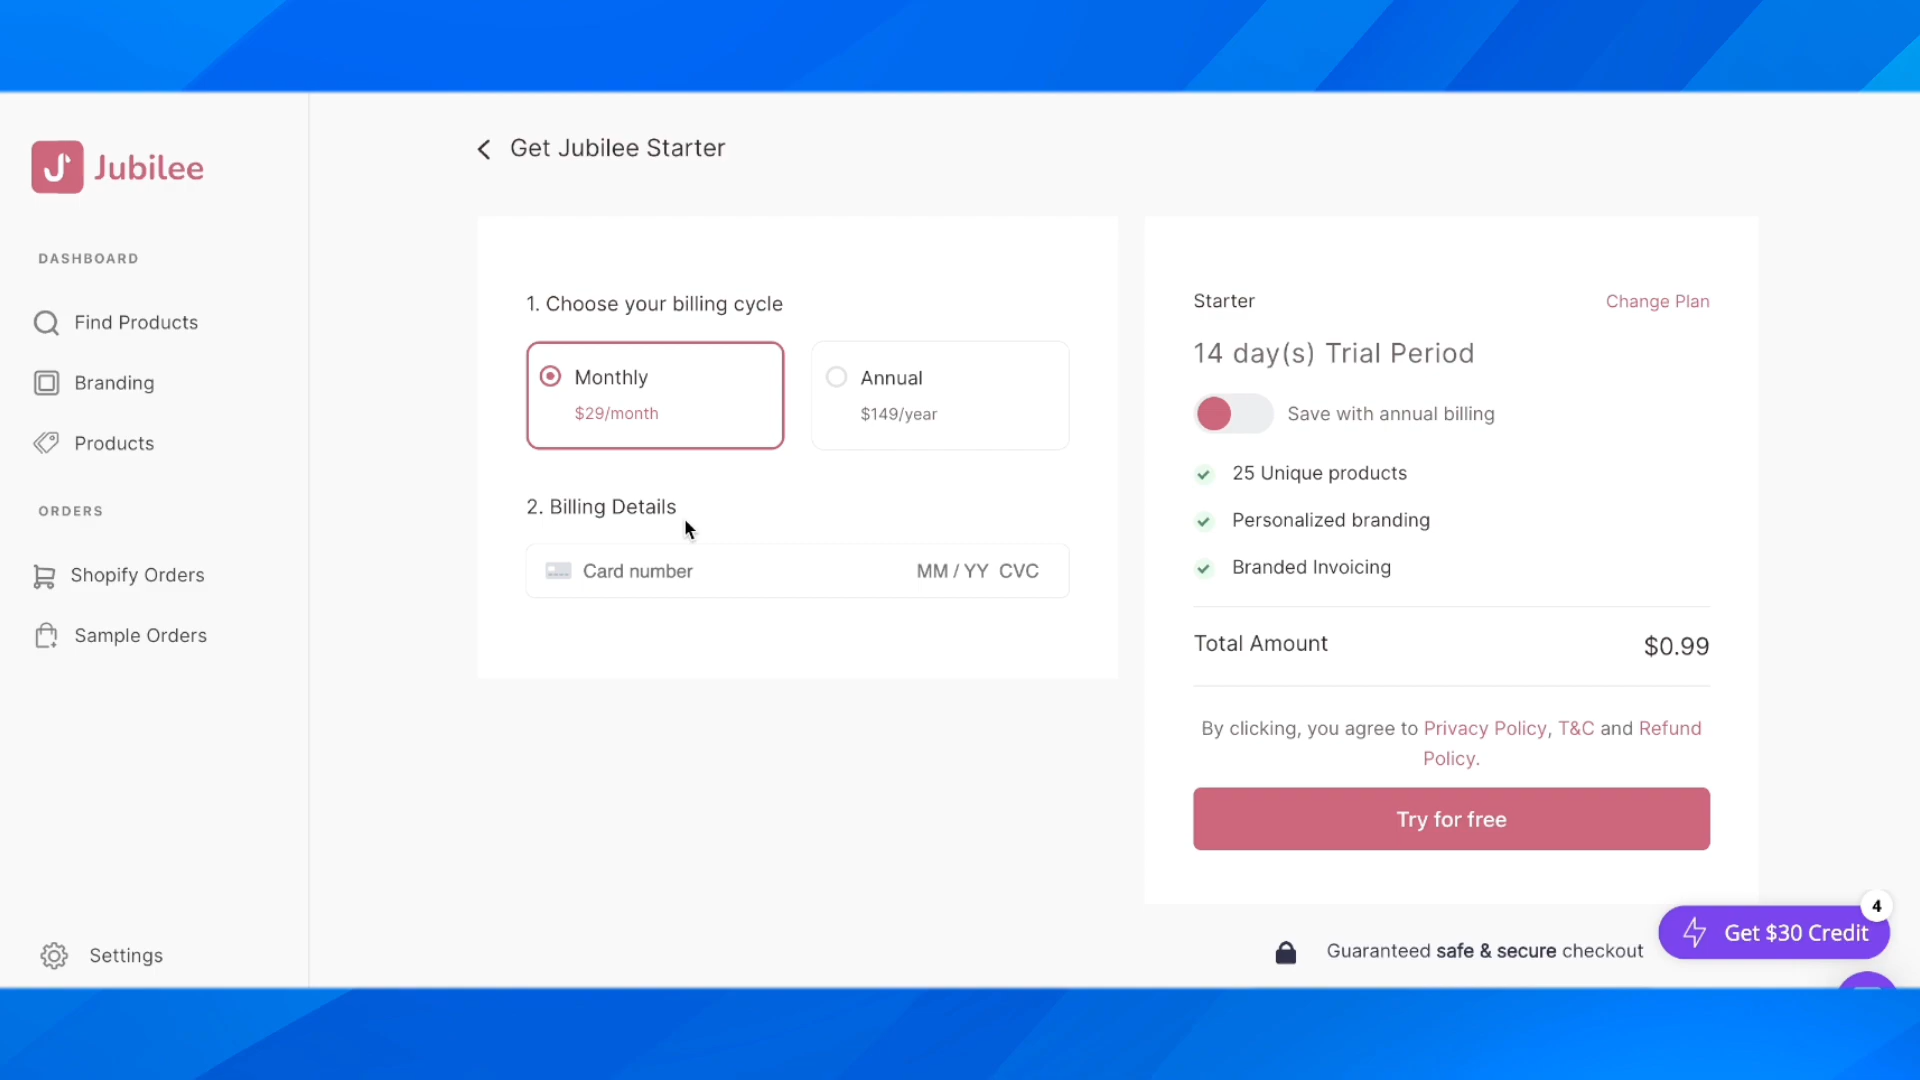 Jubilee
DASHBOARD
Find Products
Branding
Products
ORDERS
Shopify Orders
Sample Orders
Settings
Get Jubilee Starter
1. Choose your billing cycle
Monthly
$29/month
Annual
$149/year
2. Billing Details
Card number MM / YY CVC
Starter
Change Plan
14 day(s) Trial Period
Save with annual billing
25 Unique products
Personalized branding
Branded Invoicing
Total Amount
$0.99
By clicking, you agree to Privacy Policy, T&C and Refund
Policy.
Try for free
4
Get $30 Credit
Guaranteed safe & secure checkout